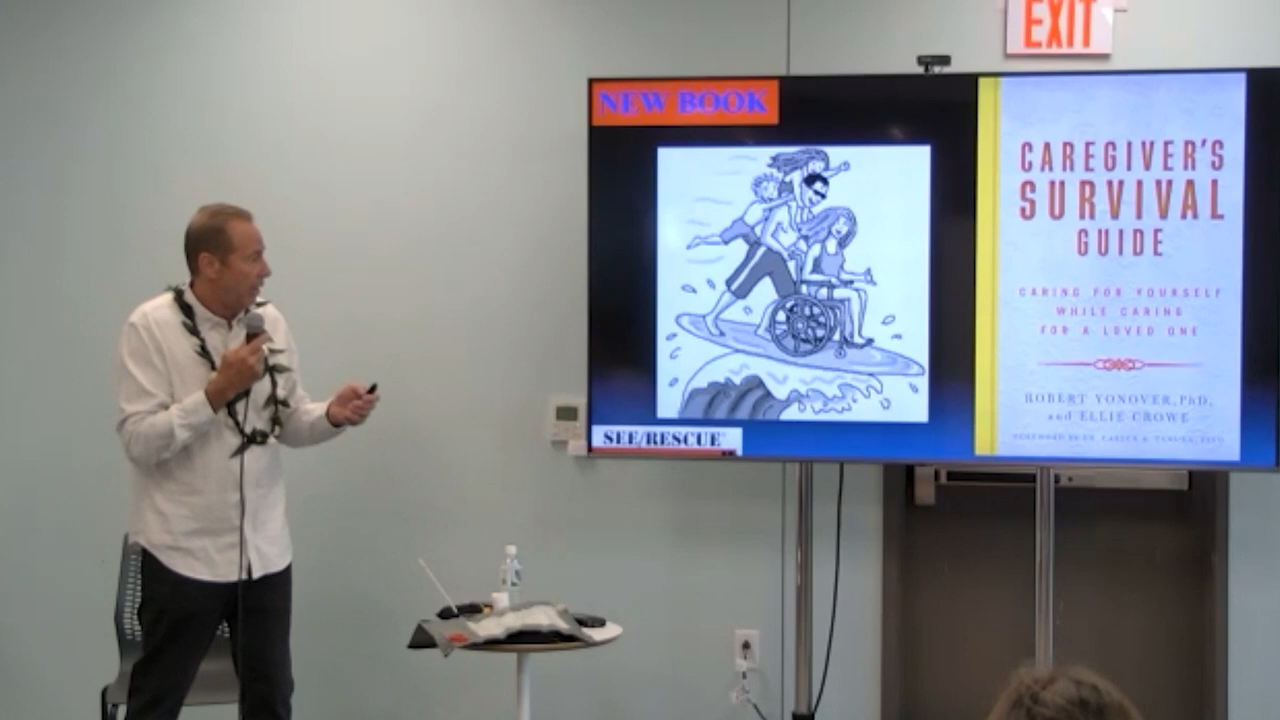 EXIT
NEW BOOK
SEE/RESCUE
CAREGIVER'S
SURVIVAL
GUIDE
CARING FOR YOURSELF
WHILE CARING
FOR A LOVED ONE
ROBERT YONOVER, PhD,
and ELLIE CROWE